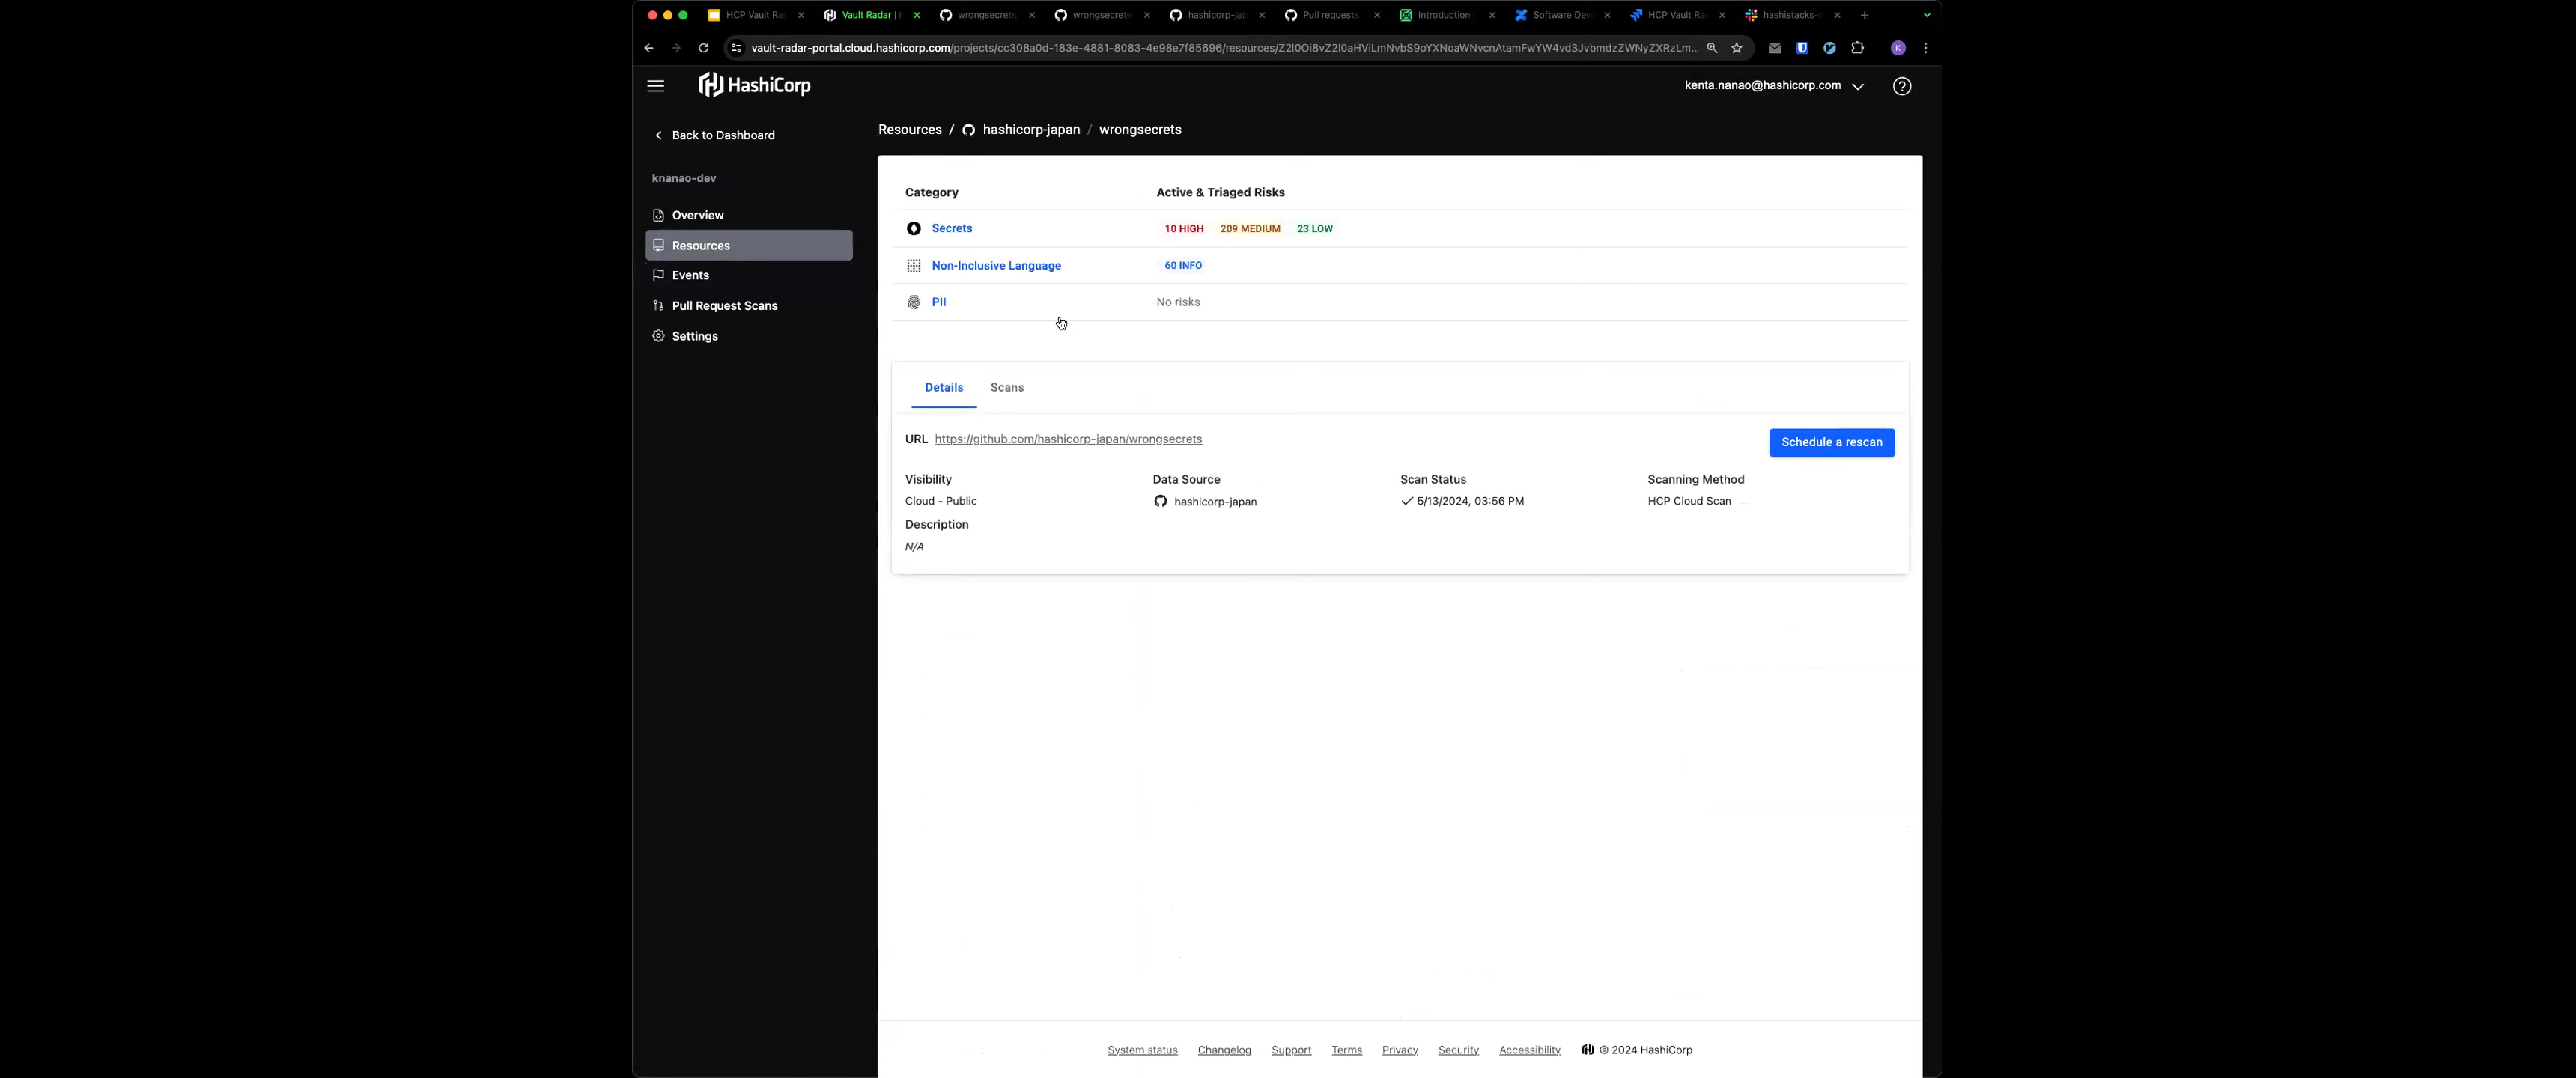 HCP Vault Ra
Vault Radar |
wrongsecrets
wrongsecrets
hashicorp-jap
Pull requests
Introduction
Software Dev
HCP Vault Ra
hashistacks-
vault-radar-portal.cloud.hashicorp.com/projects/cc308a0d-183e-4881-8083-4e98e7f85696/resources/Z2l0Oi8vZ2l0aHViLmNvbS9oYXNoaWNvcnAtamFwYW4vd3JvbmdzZWNyZXRzLm...
K
HashiCorp
kenta.nanao@hashicorp.com
Back to Dashboard
Resources / hashicorp-japan / wrongsecrets
knanao-dev
Overview
Resources
Events
Pull Request Scans
Settings
Category Active & Triaged Risks
Secrets 10 HIGH 209 MEDIUM 23 LOW
Non-Inclusive Language 60 INFO
PII No risks
Details Scans
URL https://github.com/hashicorp-japan/wrongsecrets
Schedule a rescan
Visibility Data Source Scan Status Scanning Method
Cloud - Public hashicorp-japan 5/13/2024, 03:56 PM HCP Cloud Scan
Description
N/A
System status Changelog Support Terms Privacy Security Accessibility © 2024 HashiCorp